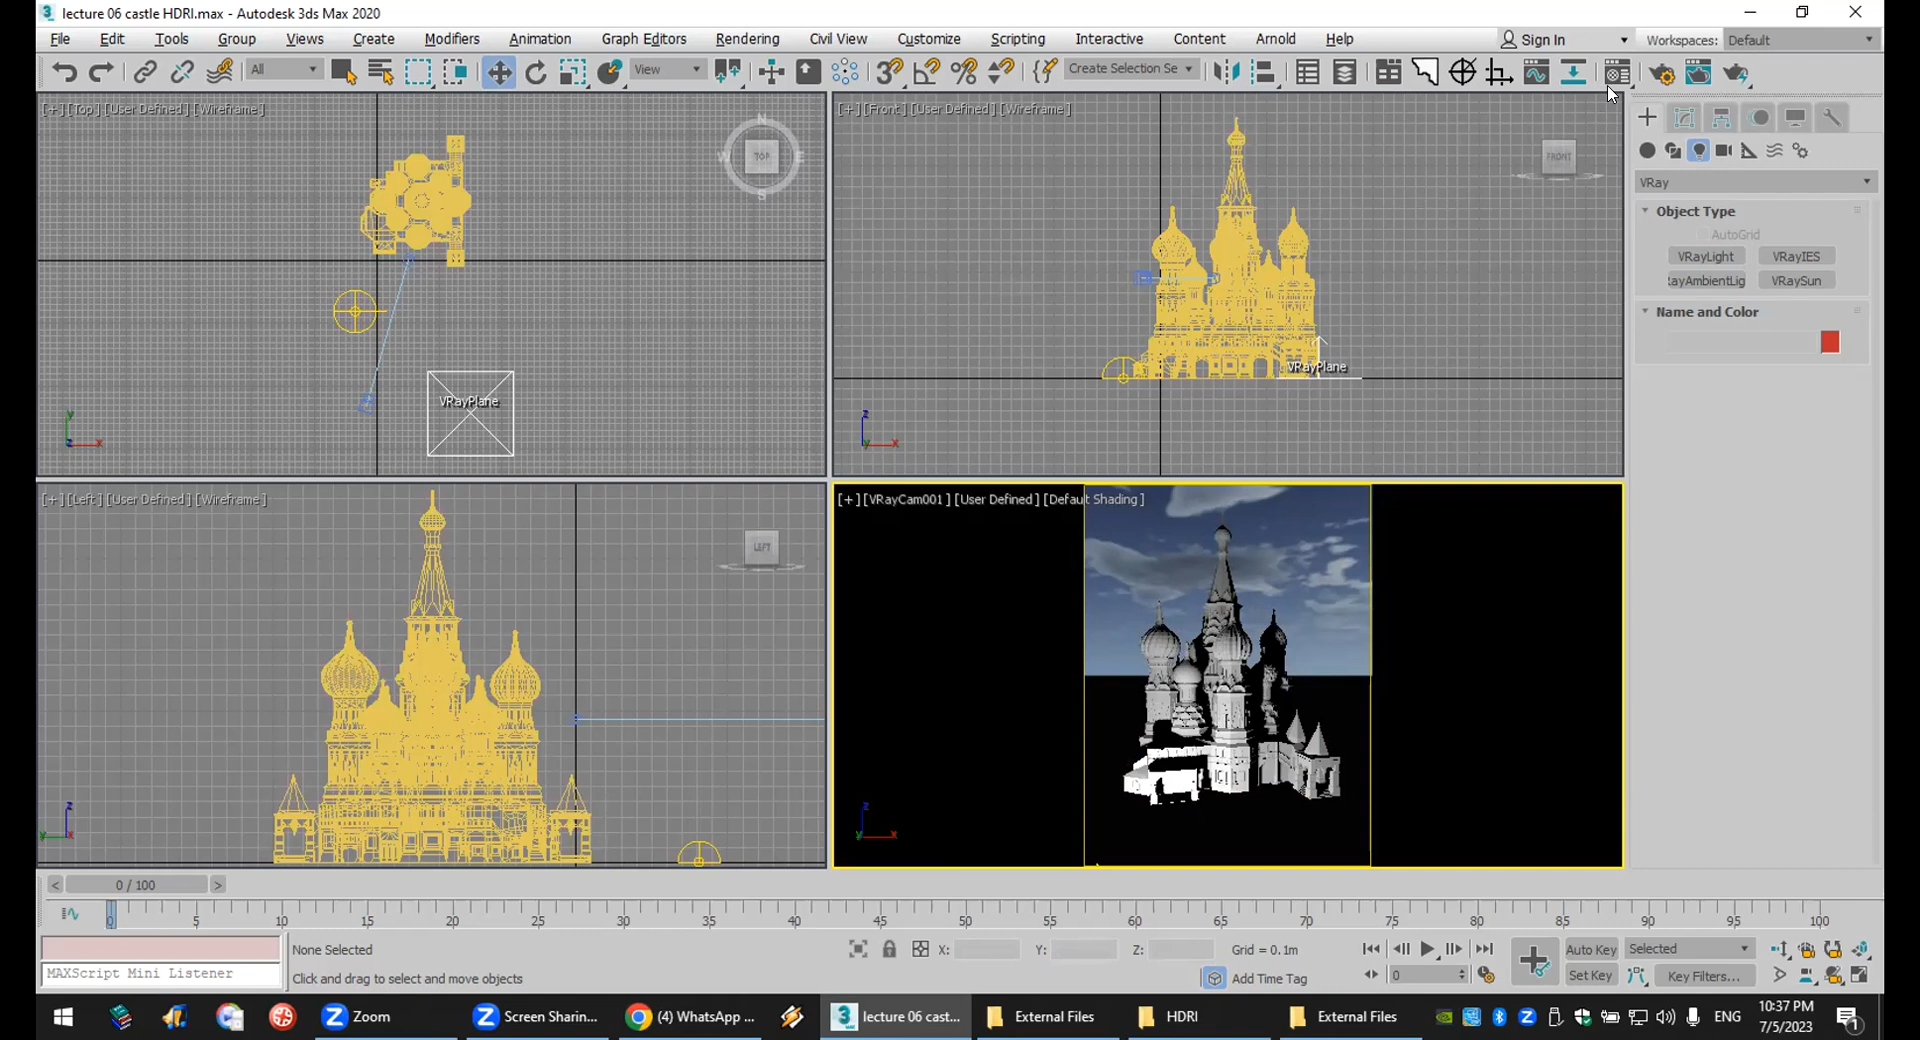 lecture 06 castle HDRI.max - Autodesk 3ds Max 2020
File Edit Tools Group Views Create Modifiers Animation Graph Editors Rendering Civil View Customize Scripting Interactive Content Arnold Help Sign In Workspaces: Default
All View Create Selection Se
[+] [Top] [User Defined] [Wireframe]
N
W TOP E
S
VRayPlane
y
z x
[+] [Front] [User Defined] [Wireframe]
FRONT
VRayPlane
z
y x
[+] [Left] [User Defined] [Wireframe]
LEFT
z
y x
[+] [VRayCam001] [User Defined] [Default Shading]
z
y x
VRay
Object Type
AutoGrid
VRayLight VRayIES
tayAmbientLig VRaySun
Name and Color
< 0 / 100 >
0 5 10 15 20 25 30 35 40 45 50 55 60 65 70 75 80 85 90 95 100
None Selected X: Y: Z: Grid = 0.1m Auto Key Selected
MAXScript Mini Listener Click and drag to select and move objects Add Time Tag 0 Set Key Key Filters...
Zoom Screen Sharin... (4) WhatsApp ... lecture 06 cast... External Files HDRI External Files ENG 10:37 PM
7/5/2023
1